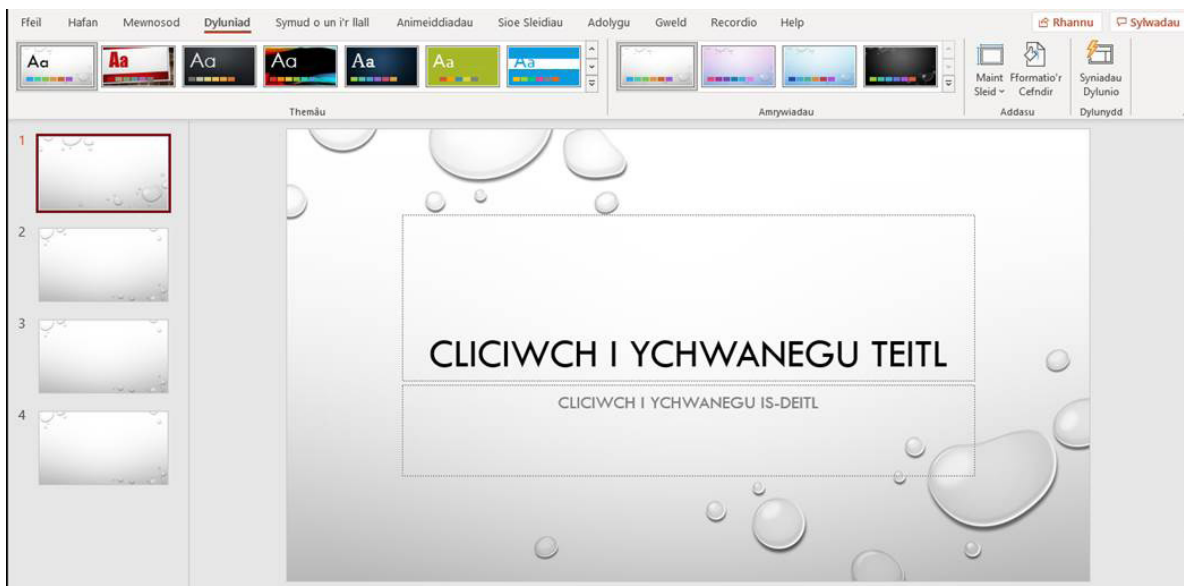 Ffeil Hafan Mewnosod Dyluniad Symud o un i'r llall Animeiddiadau Sioe Sleidiau Adolygu Gweld Recordio Help Rhannu Sylwadau
Aa Aa Aa Aa Aa Aa Aa
Maint Sleid
Fformatio'r Cefndir
Syniadau Dylunio
Themâu Amrywiadau Addasu Dylunydd
1
2
3
4
CLICIWCH I YCHWANEGU TEITL
CLICIWCH I YCHWANEGU IS-DEITL